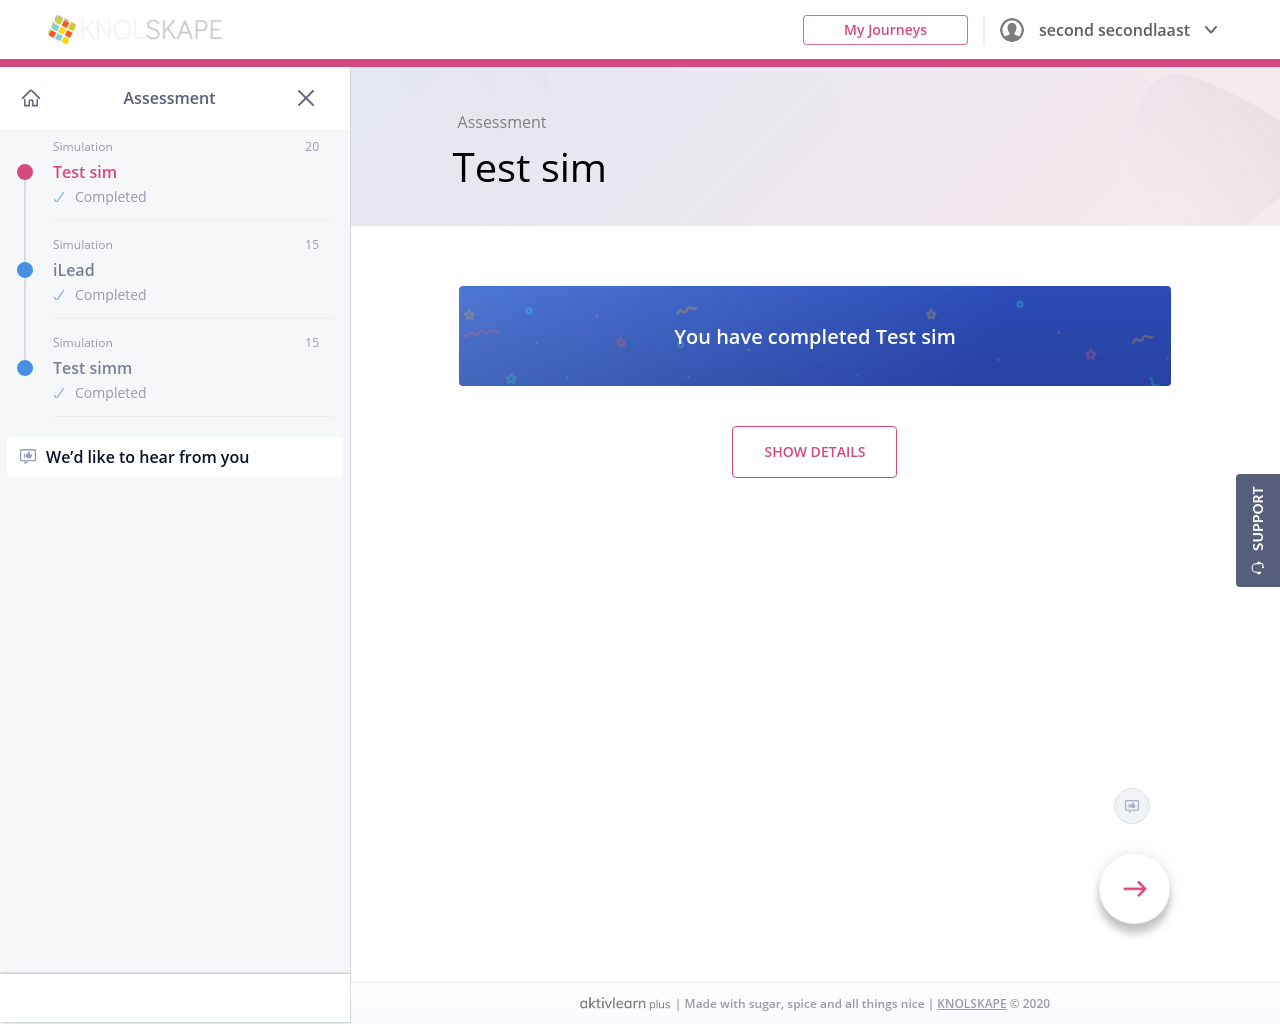 KNOLSKAPE
My Journeys
second secondlaast
Assessment
Simulation 20
Test sim
Completed
Simulation 15
iLead
Completed
Simulation 15
Test simm
Completed
We’d like to hear from you
Assessment
Test sim
You have completed Test sim
SHOW DETAILS
SUPPORT
aktivlearn plus | Made with sugar, spice and all things nice | KNOLSKAPE © 2020